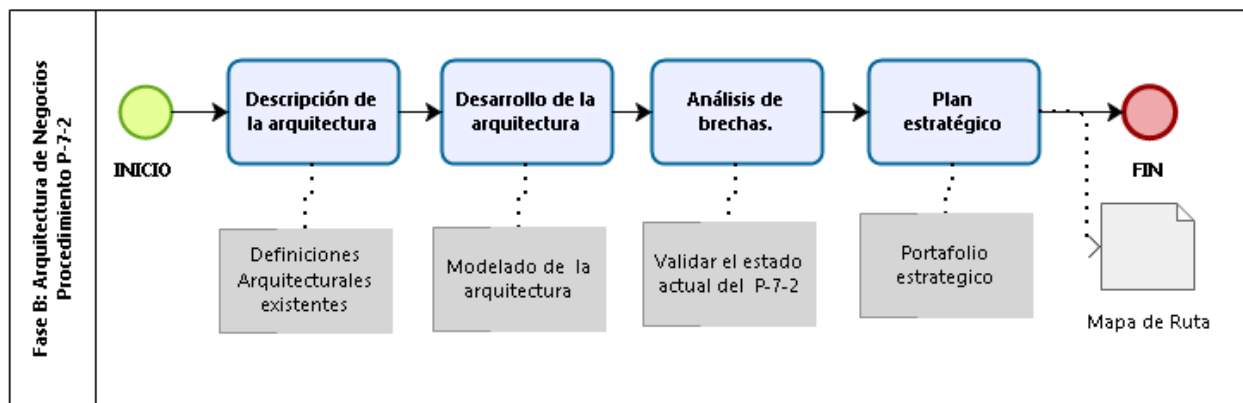 Fase B: Arquitectura de Negocios
Procedimiento P-7-2
INICIO
Descripción de
la arquitectura
Desarrollo de la
arquitectura
Análisis de
brechas.
Plan
estratégico
FIN
Definiciones
Arquitecturales
existentes
Modelado de la
arquitectura
Validar el estado
actual del P-7-2
Portafolio
estrategico
Mapa de Ruta